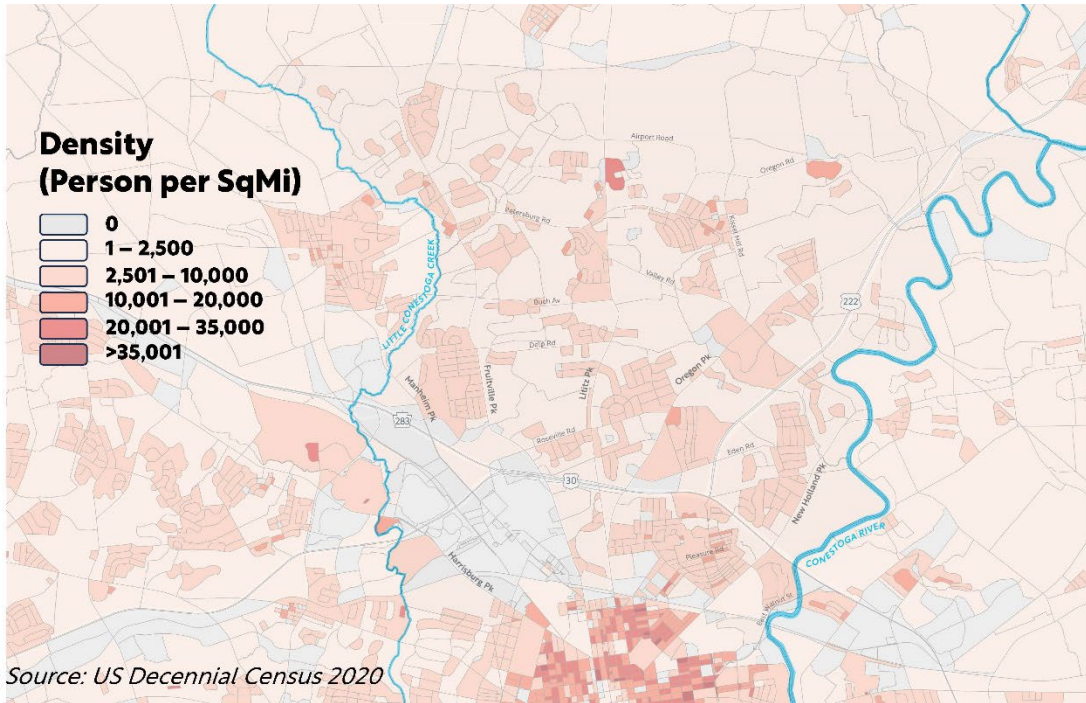 Density
(Person per SqMi)
0
1 – 2,500
2,501 – 10,000
10,001 – 20,000
20,001 – 35,000
>35,001
Airport Road
Oregon Rd
Petersburg Rd
Kissel Hill Rd
Valley Rd
LITTLE CONESTOGA CREEK
Buch Av
222
Delp Rd
Manheim Pk
Fruitville Pk
Lititz Pk
Oregon Pk
283
Roseville Rd
Eden Rd
30
New Holland Pk
CONESTOGA RIVER
Pleasure Rd
Harrisburg Pk
East Walnut St
Source: US Decennial Census 2020